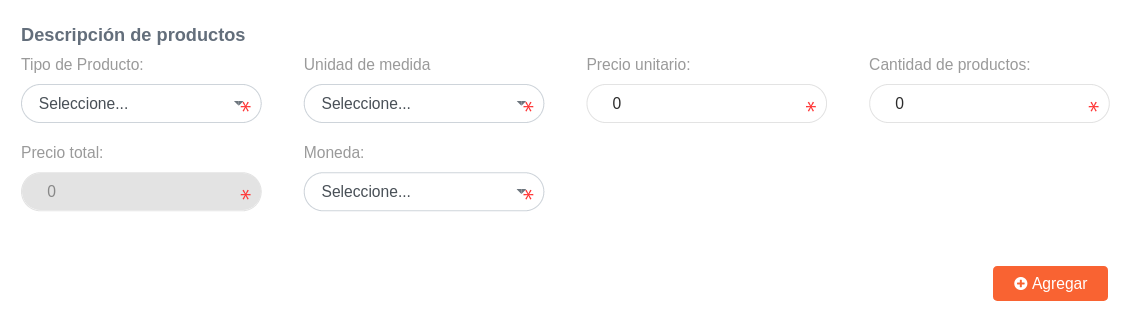 Descripción de productos
Tipo de Producto: Unidad de medida Precio unitario: Cantidad de productos:
Seleccione... * Seleccione... * 0 * 0 *
Precio total: Moneda:
0 * Seleccione... *
Agregar